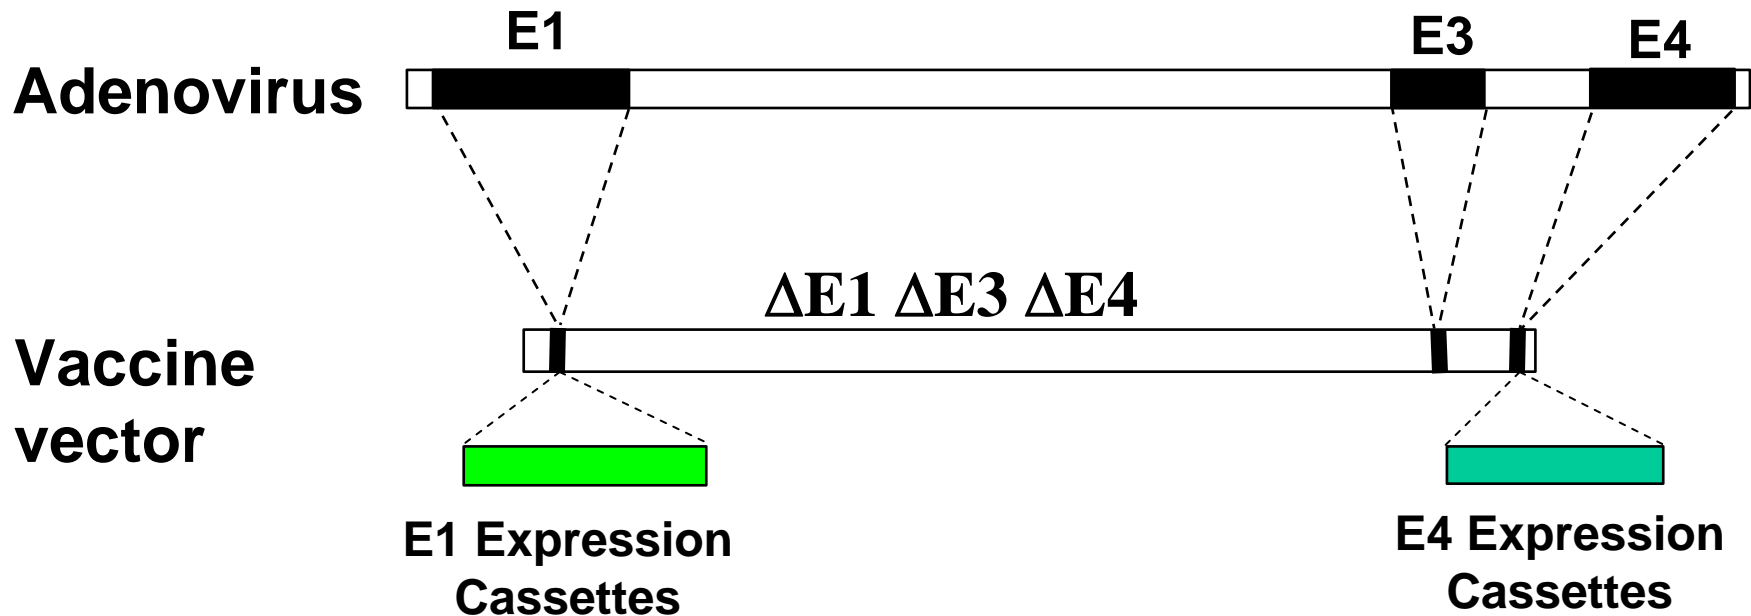 E1
E3
E4
Adenovirus
ΔE1 ΔE3 ΔE4
Vaccine
vector
E1 Expression
Cassettes
E4 Expression
Cassettes